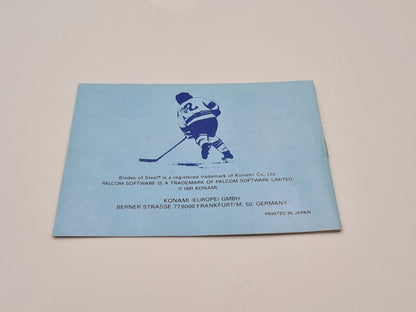 Blades of Steel® is a registered trademark of Konami Co., Ltd.
PALCOM SOFTWARE IS A TRADEMARK OF PALCOM SOFTWARE LIMITED.
© 1991 KONAMI.
KONAMI (EUROPE) GMBH
BERNER STRASSE 77,6000 FRANKFURT/M. 50, GERMANY
PRINTED IN JAPAN